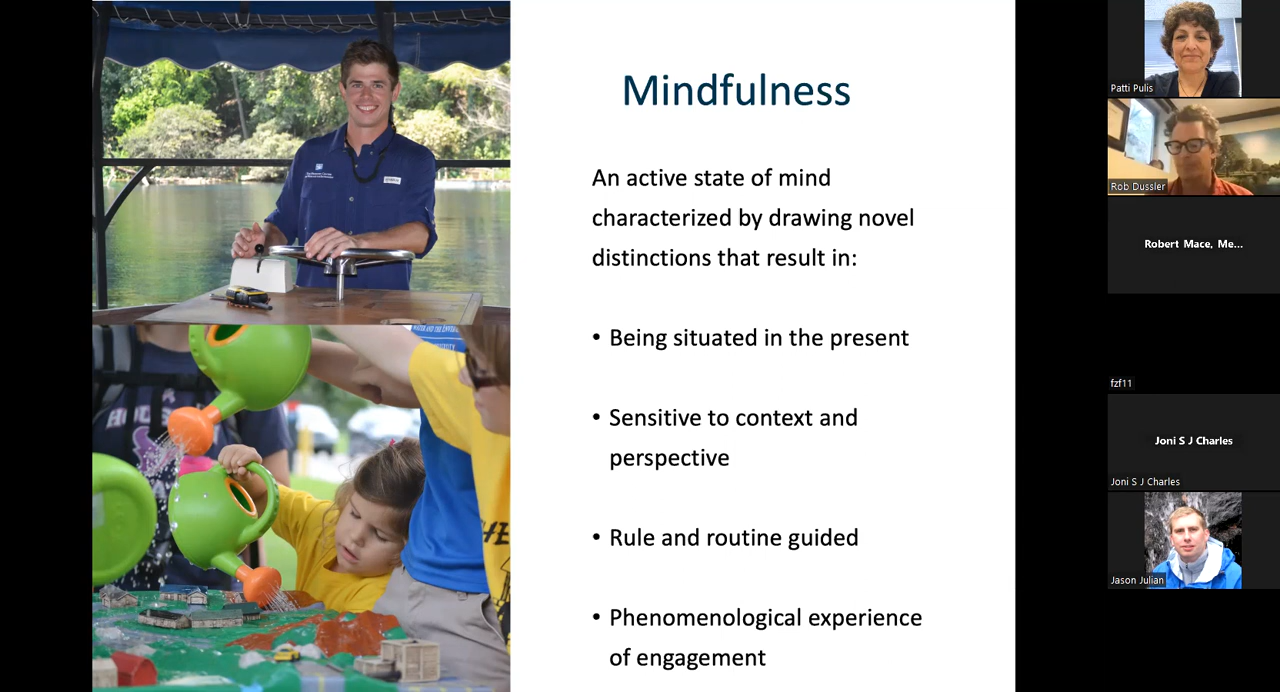 Mindfulness
An active state of mind
characterized by drawing novel
distinctions that result in:
• Being situated in the present
• Sensitive to context and
perspective
• Rule and routine guided
• Phenomenological experience
of engagement
Patti Pulis
Rob Dussler
Robert Mace, Me...
fzf11
Joni S J Charles
Joni S J Charles
Jason Julian